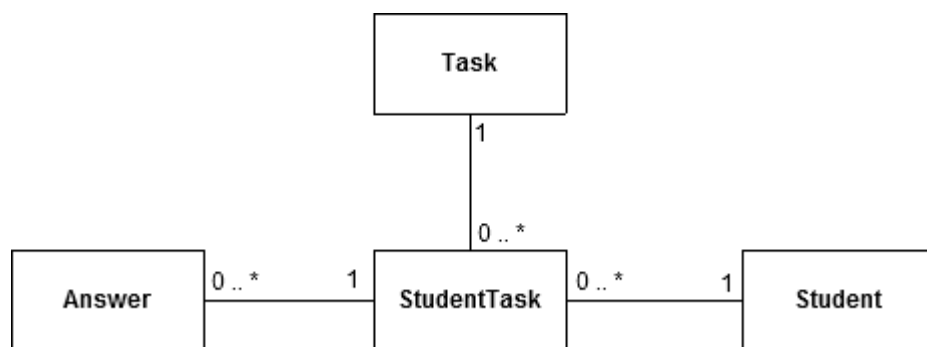 Task
1
0 .. *
0 .. *
1
0 .. *
1
Answer
StudentTask
Student